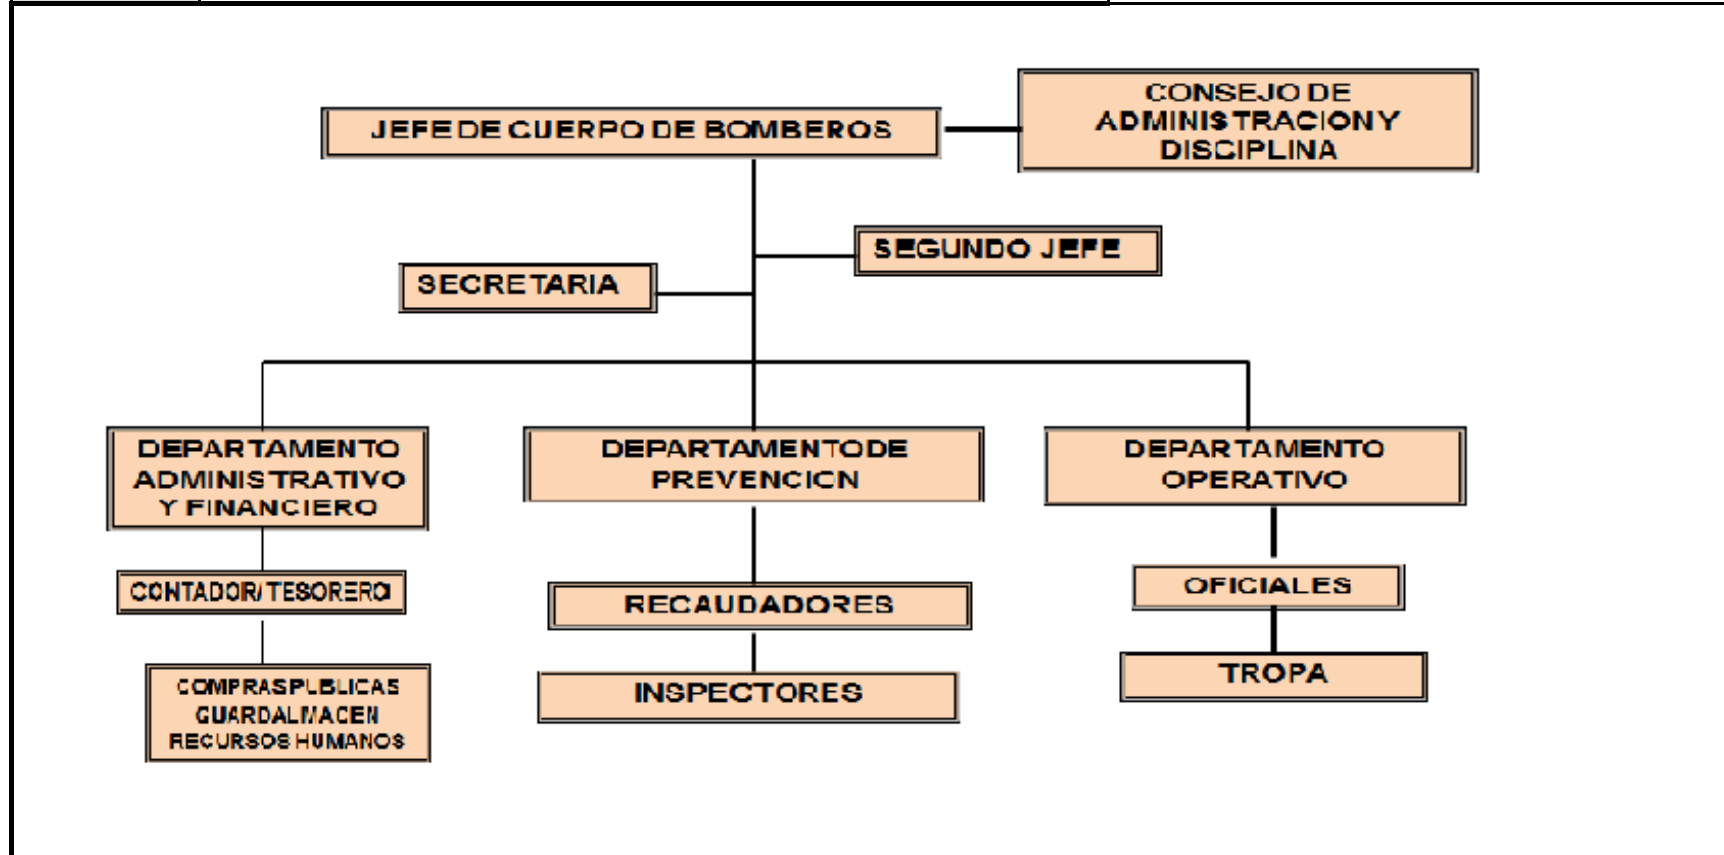 CONSEJO DE
ADMINISTRACION Y
DISCIPLINA
JEFE DE CUERPO DE BOMBEROS
SEGUNDO JEFE
SECRETARIA
DEPARTAMENTO
ADMINISTRATIVO
Y FINANCIERO
DEPARTAMENTO DE
PREVENCION
DEPARTAMENTO
OPERATIVO
CONTADOR/ TESORERO
RECAUDADORES
OFICIALES
COMPRAS PUBLICAS
GUARDALMACEN
RECURSOS HUMANOS
INSPECTORES
TROPA